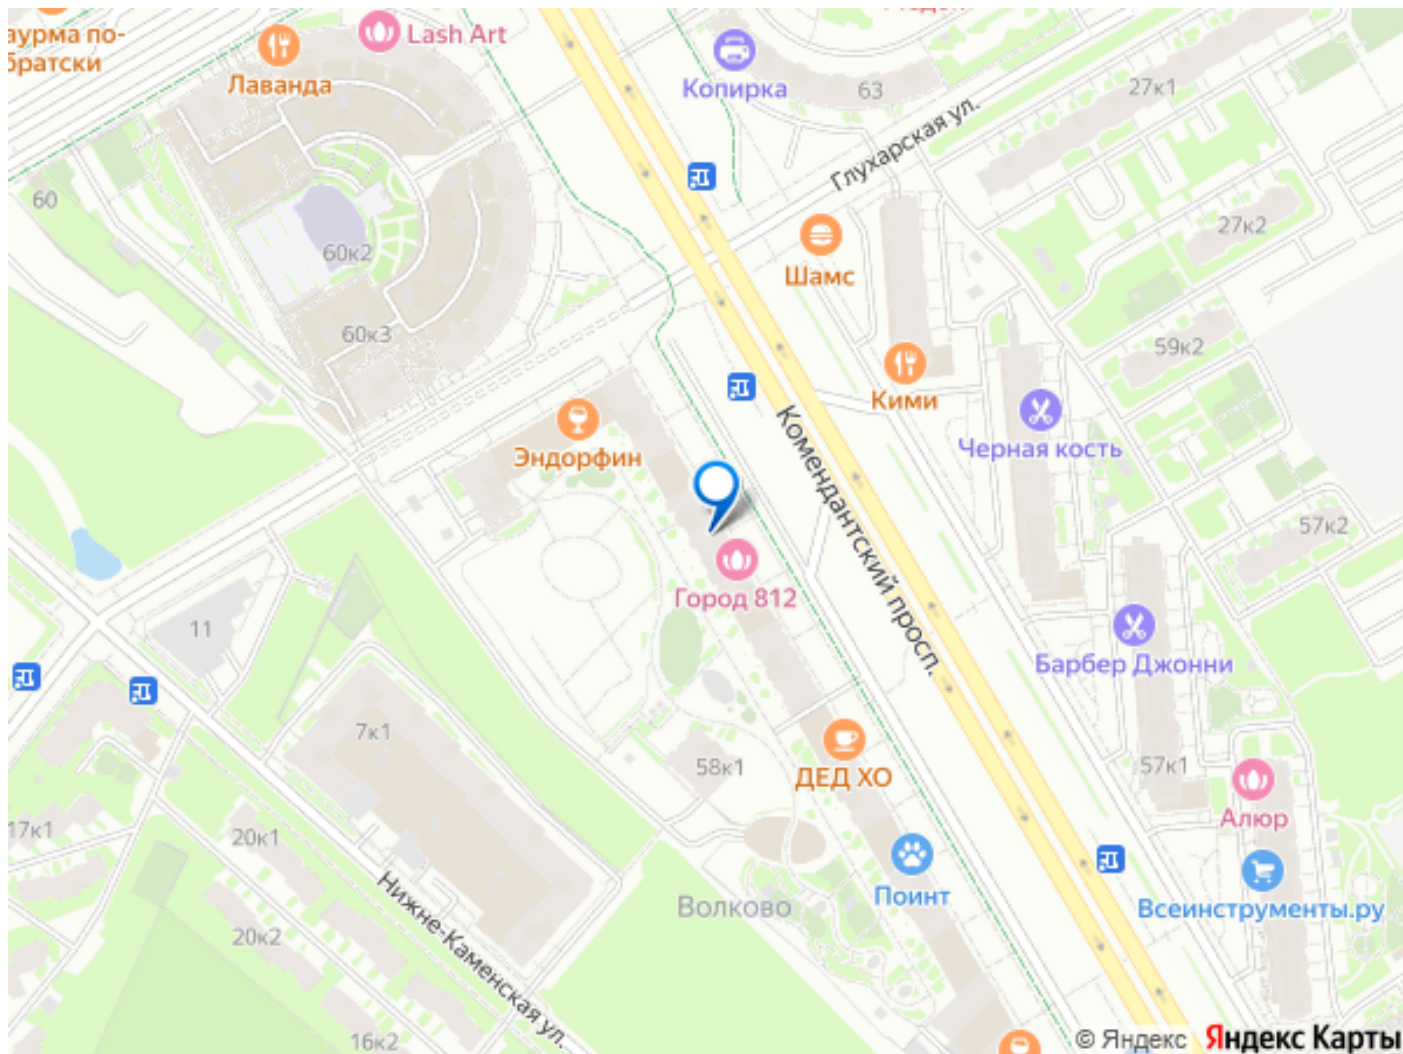 аурма по-
братски
Lash Art
Лаванда
Копирка
63
27к1
Глухарская ул.
60
60к2
60к3
Шамс
27к2
59к2
Кими
Черная кость
Эндорфин
Комендантский просп.
57к2
Город 812
11
Барбер Джонни
7к1
58к1
ДЕД ХО
57к1
Алюр
17к1
20к1
Нижне-Каменская ул.
Поинт
Волково
Всеинструменты.ру
20к2
16к2
© Яндекс Яндекс Карты